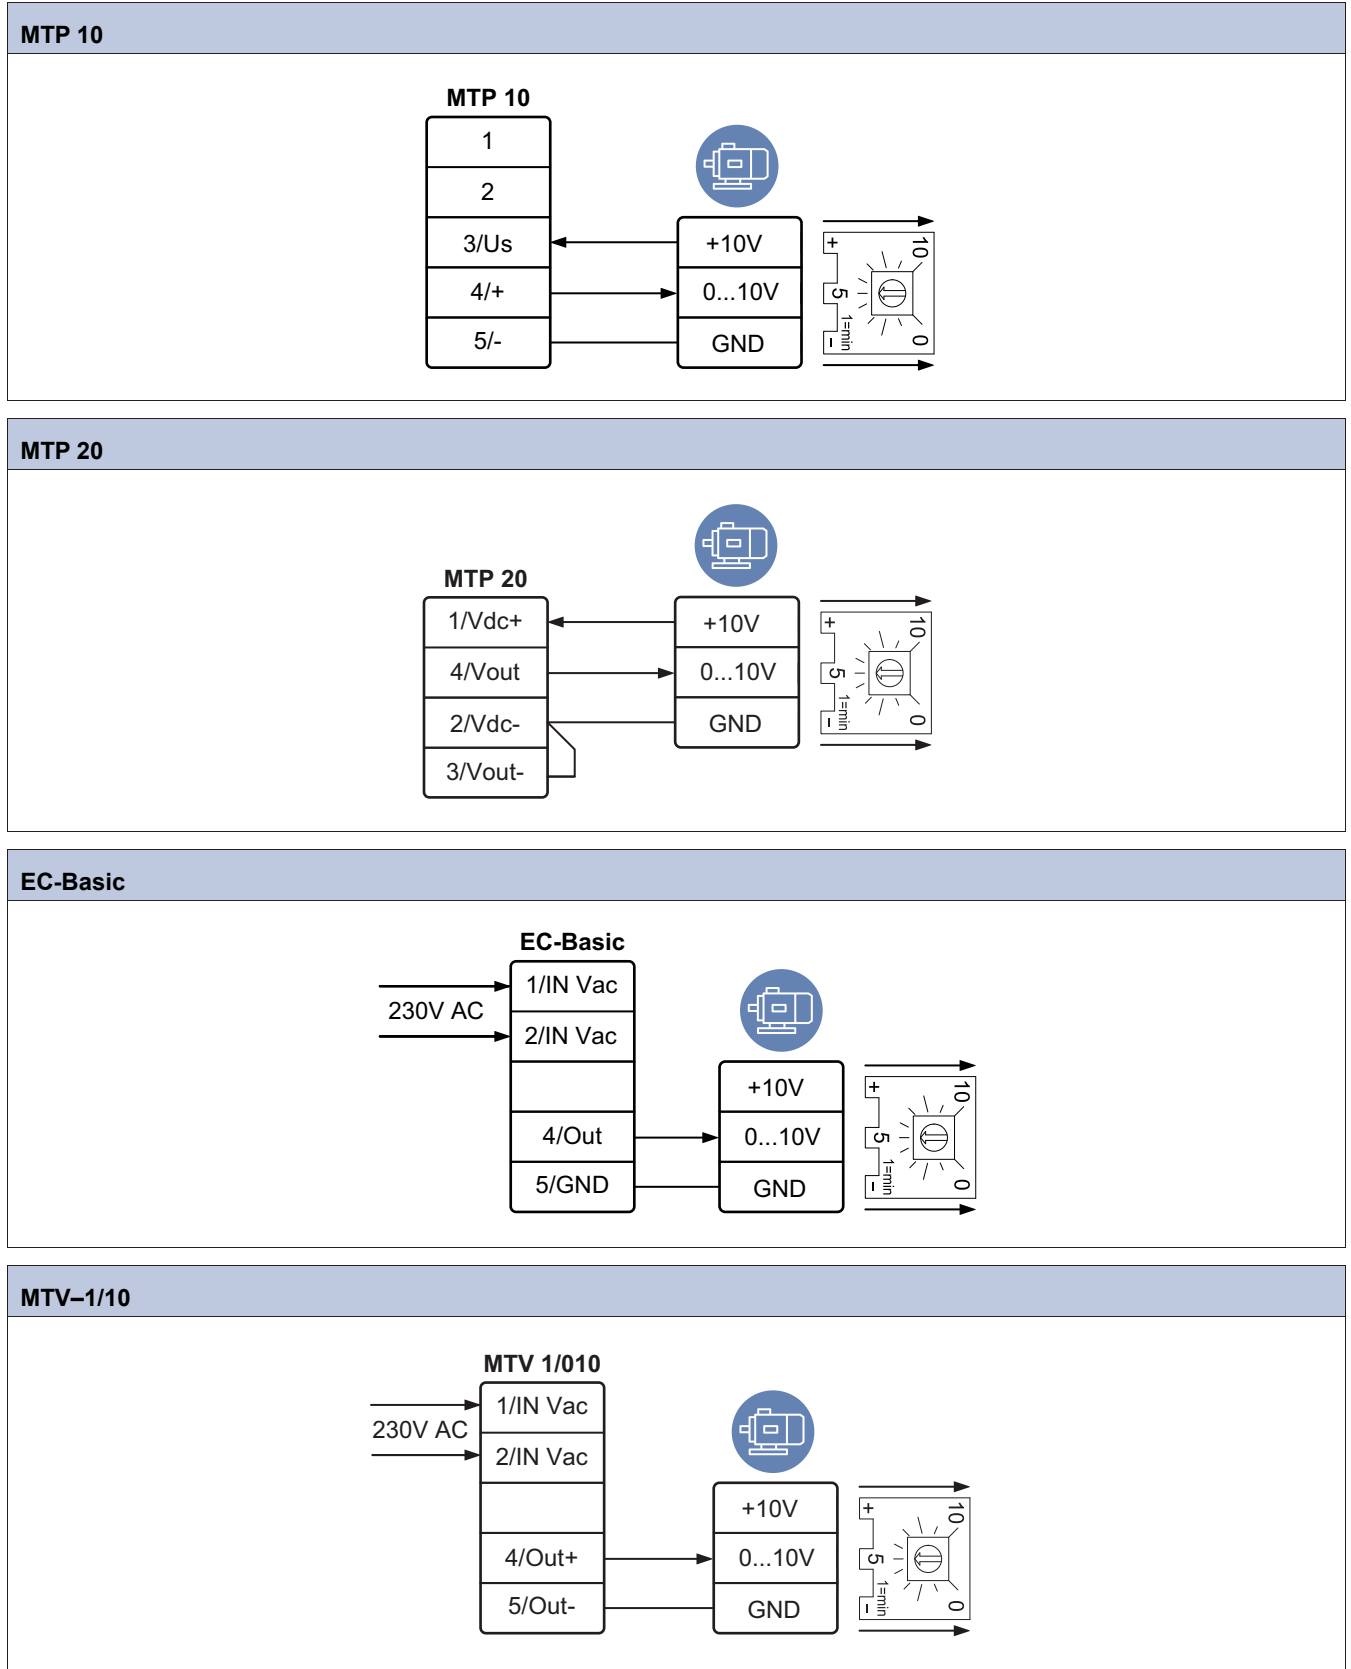 MTP 10
MTP 10
1
2
3/Us
4/+
5/-
+10V
0...10V
GND
+
10
5
1=min
-
0
MTP 20
MTP 20
1/Vdc+
4/Vout
2/Vdc-
3/Vout-
+10V
0...10V
GND
+
10
5
1=min
-
0
EC-Basic
EC-Basic
230V AC
1/IN Vac
2/IN Vac
4/Out
5/GND
+10V
0...10V
GND
+
10
5
1=min
-
0
MTV–1/10
MTV 1/010
230V AC
1/IN Vac
2/IN Vac
4/Out+
5/Out-
+10V
0...10V
GND
+
10
5
1=min
-
0